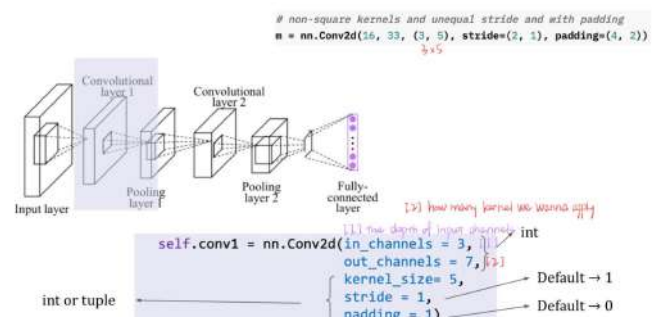 # non-square kernels and unequal stride and with padding
m = nn.Conv2d(16, 33, (3, 5), stride=(2, 1), padding=(4, 2))
3x5
Convolutional
layer 1
Convolutional
layer 2
Pooling
layer 1
Pooling
layer 2
Fully-
connected
layer
Input layer
[2] how many kernel we wanna apply
[1] the depth of input channels
int
self.conv1 = nn.Conv2d(in_channels = 3, [1]
out_channels = 7, [2]
kernel_size= 5,
stride = 1,
padding = 1)
Default → 1
Default → 0
int or tuple